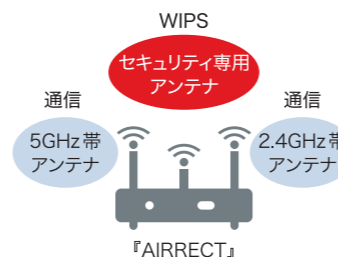 WIPS
セキュリティ専用
アンテナ
通信
通信
5GHz帯
アンテナ
2.4GHz帯
アンテナ
『AIRRECT』